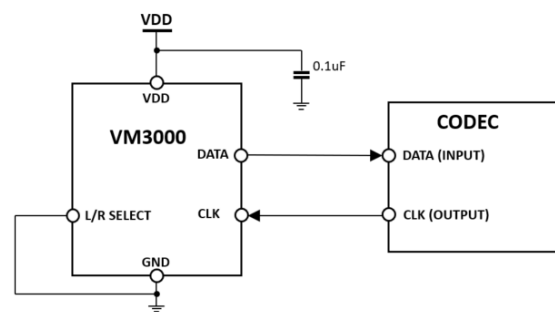 VDD
0.1uF
VDD
VM3000
CODEC
DATA
DATA (INPUT)
L/R SELECT
CLK
CLK (OUTPUT)
GND